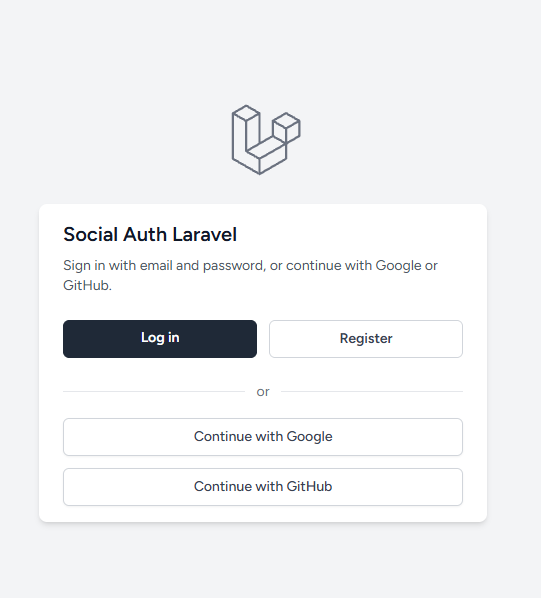 Social Auth Laravel
Sign in with email and password, or continue with Google or
GitHub.
Log in
Register
or
Continue with Google
Continue with GitHub